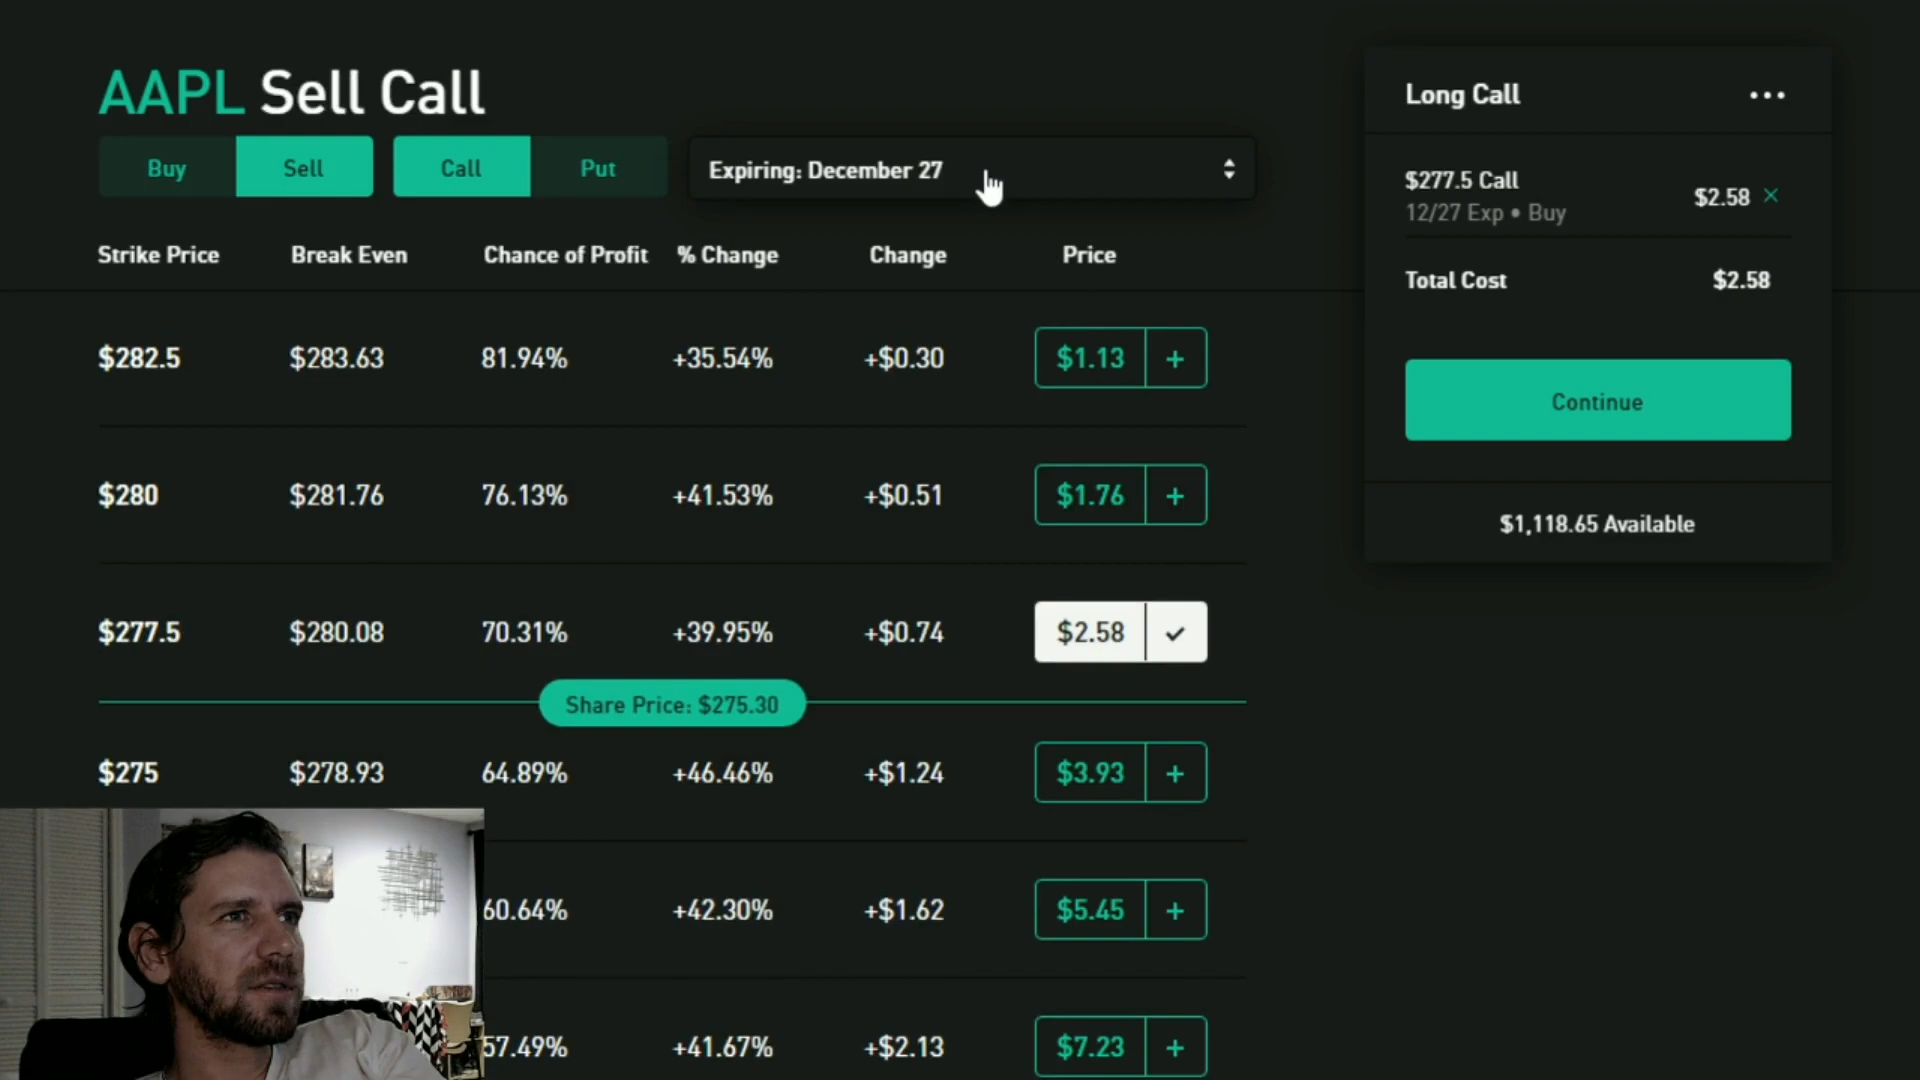 AAPL Sell Call
Buy Sell Call Put Expiring: December 27
Strike Price Break Even Chance of Profit % Change Change Price
$282.5 $283.63 81.94% +35.54% +$0.30 $1.13 +
$280 $281.76 76.13% +41.53% +$0.51 $1.76 +
$277.5 $280.08 70.31% +39.95% +$0.74 $2.58
Share Price: $275.30
$275 $278.93 64.89% +46.46% +$1.24 $3.93 +
60.64% +42.30% +$1.62 $5.45 +
57.49% +41.67% +$2.13 $7.23 +
Long Call
$277.5 Call $2.58
12/27 Exp • Buy
Total Cost $2.58
Continue
$1,118.65 Available